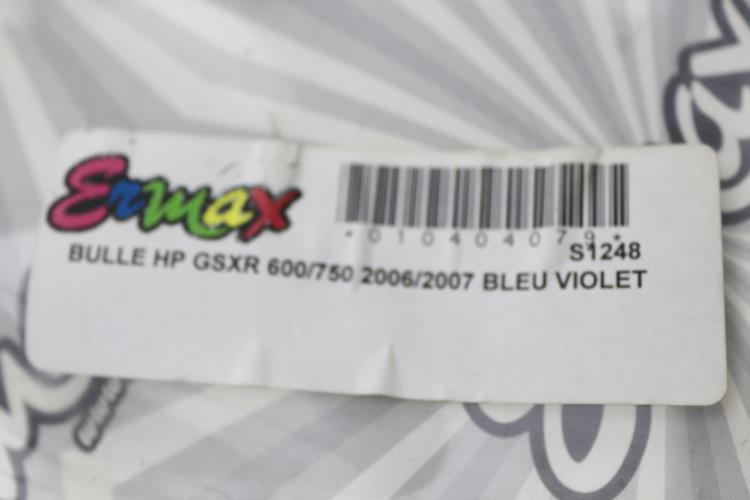 Ermax
*010404079*
S1248
BULLE HP GSXR 600/750 2006/2007 BLEU VIOLET